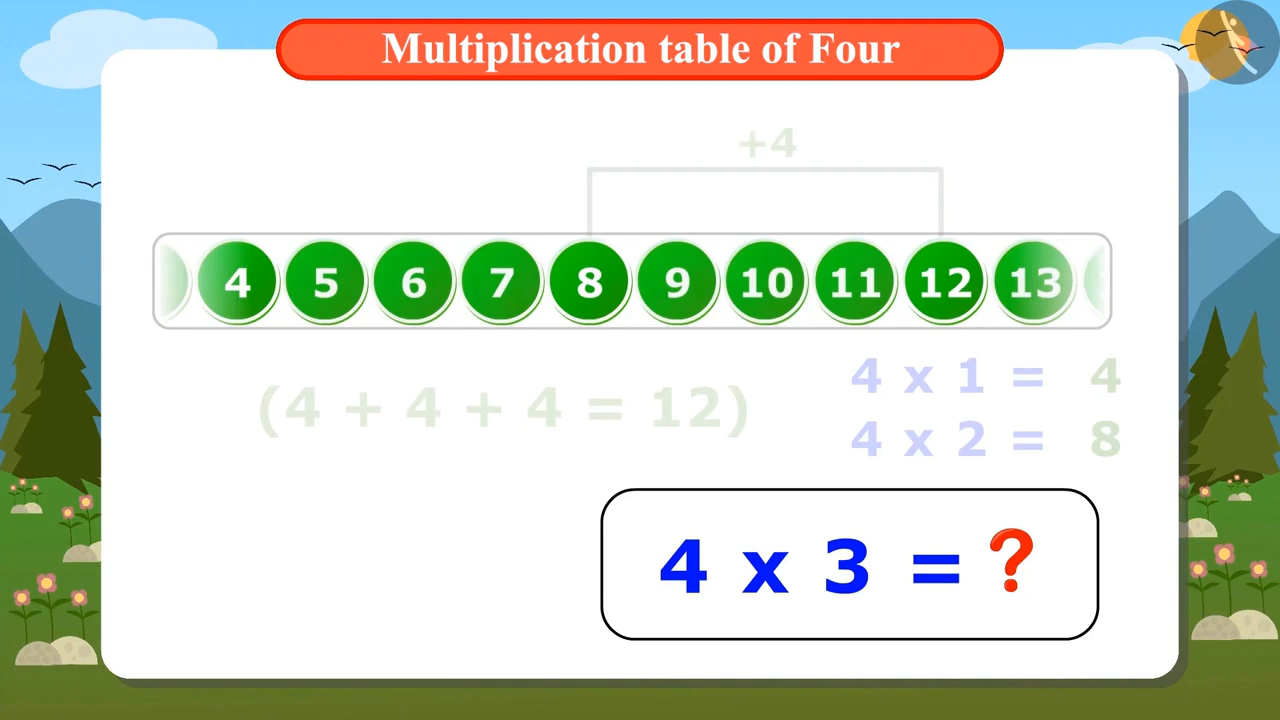 Multiplication table of Four
+4
4 5 6 7 8 9 10 11 12 13
(4 + 4 + 4 = 12)
4 x 1 = 4
4 x 2 = 8
4 x 3 = ?